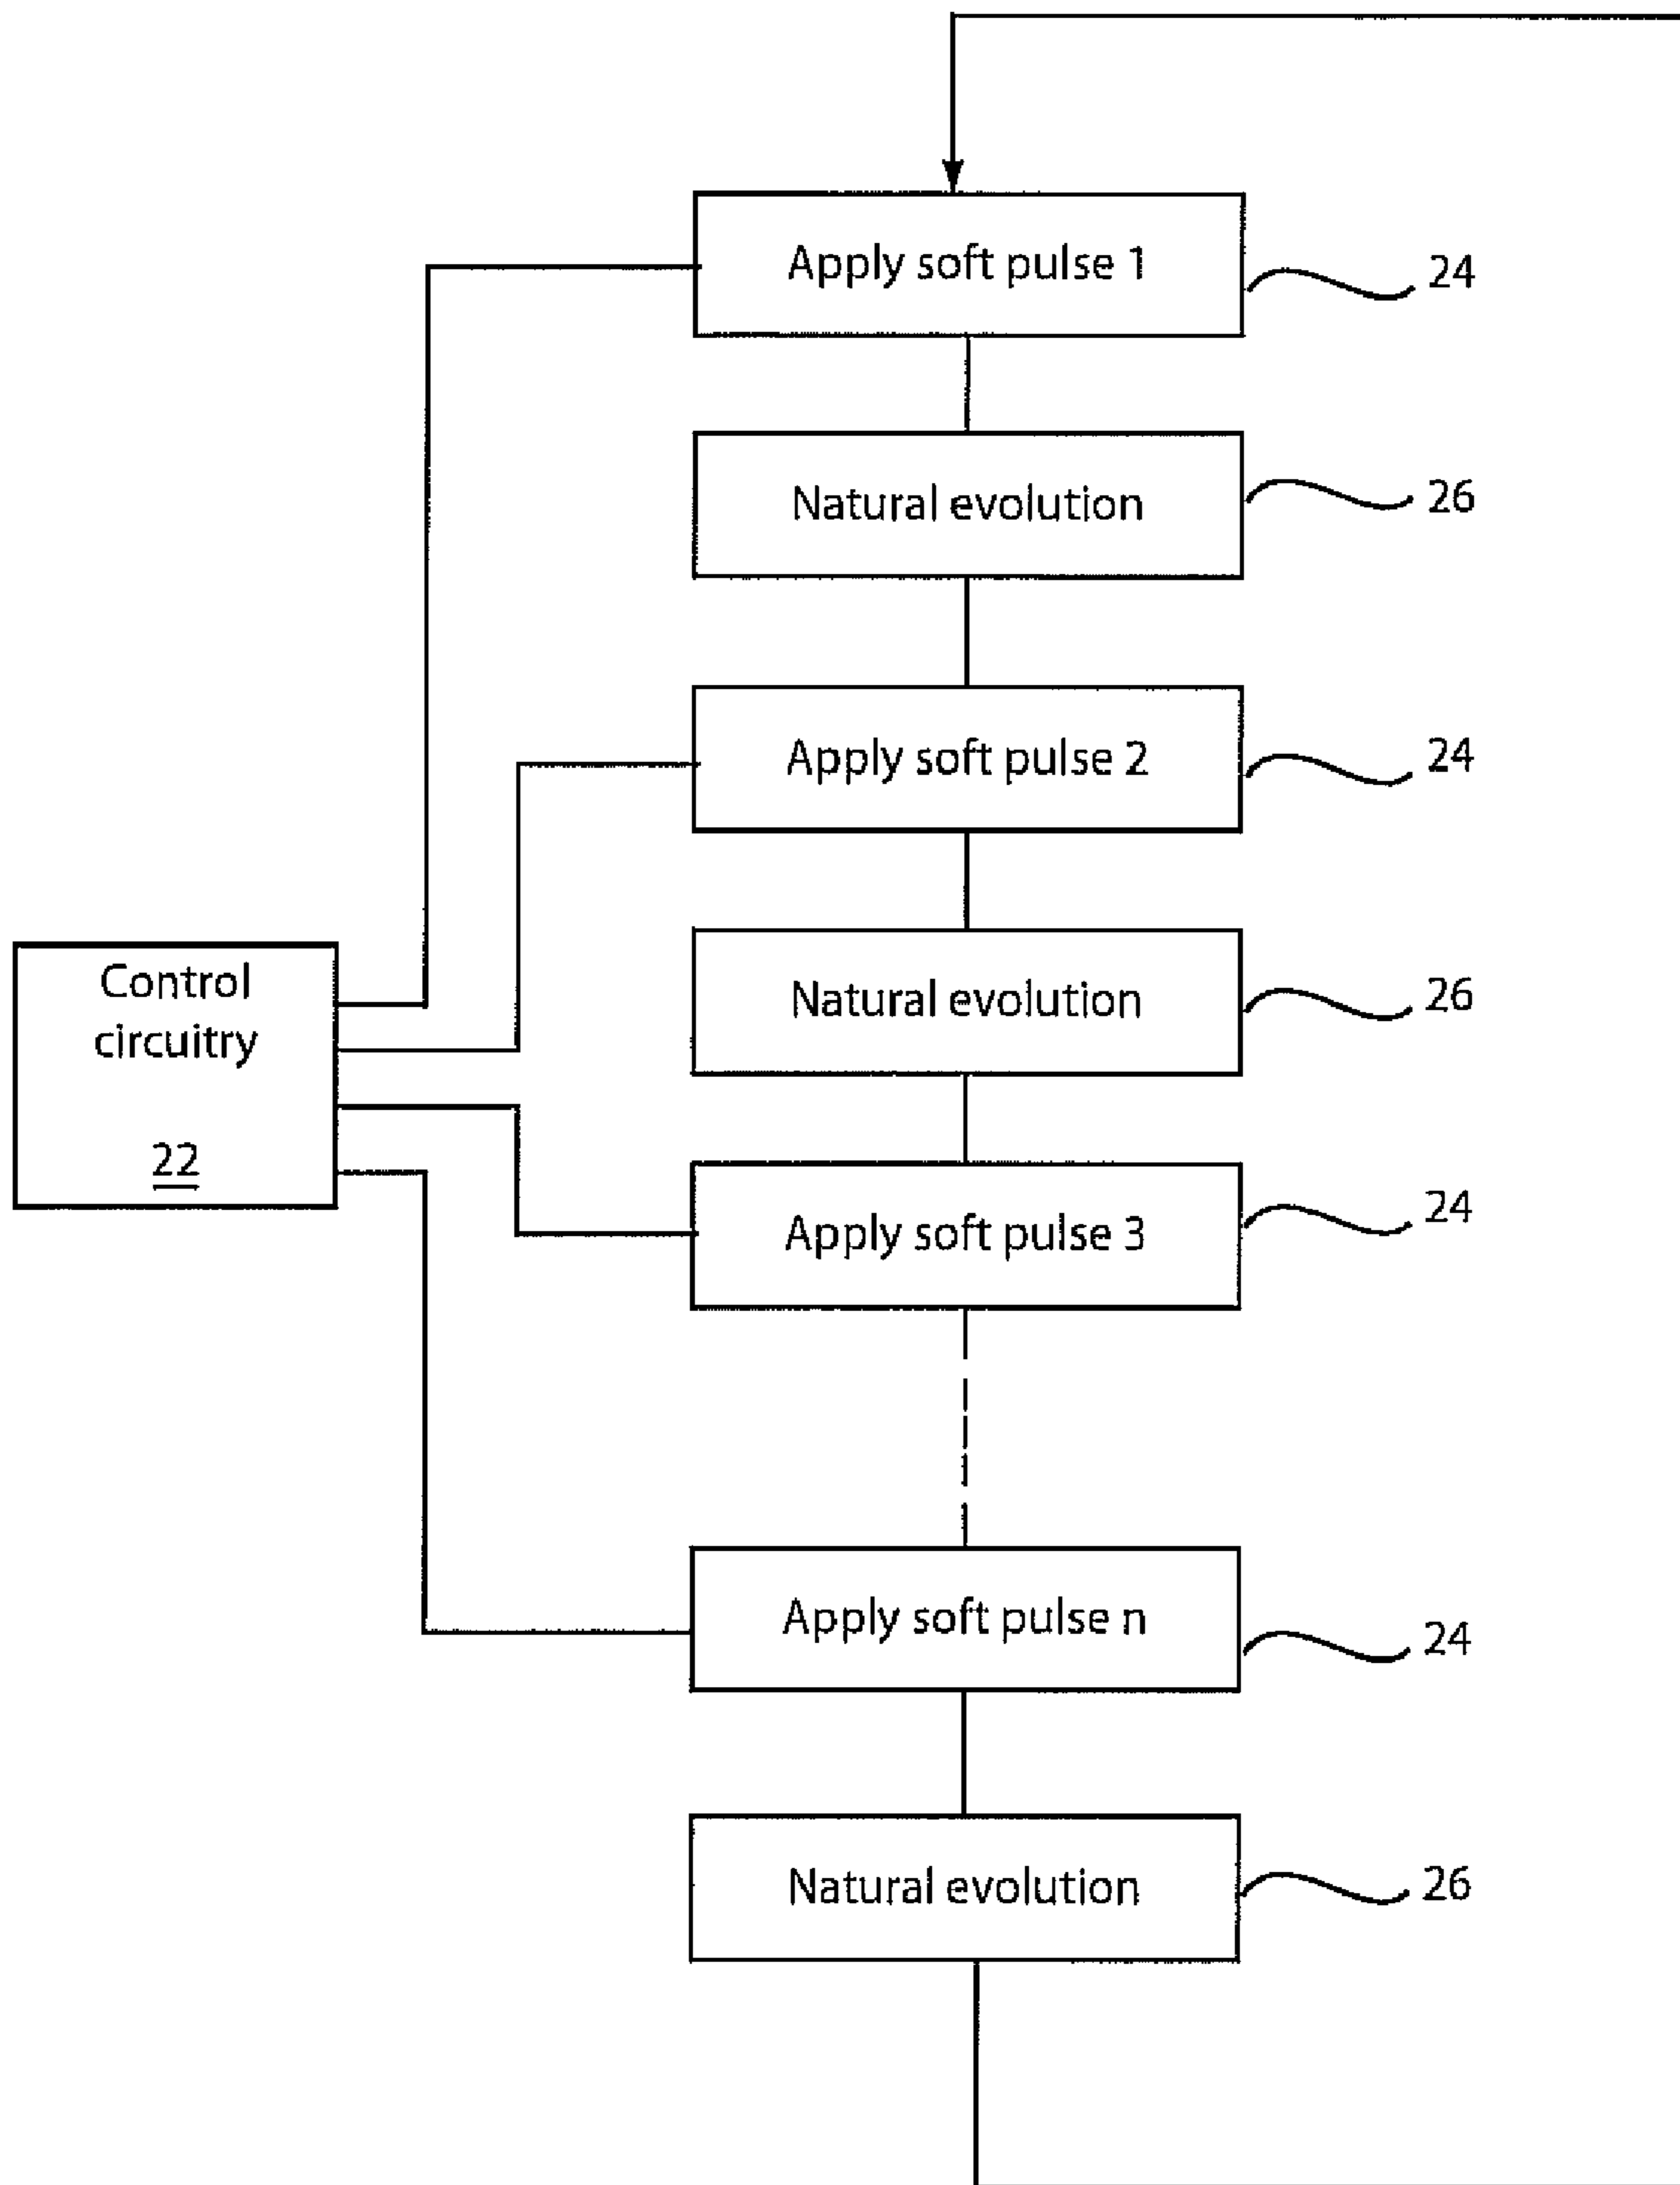 Apply soft pulse 1
24
Natural evolution
26
Apply soft pulse 2
24
Control
circuitry
22
Natural evolution
26
Apply soft pulse 3
24
Apply soft pulse n
24
Natural evolution
26